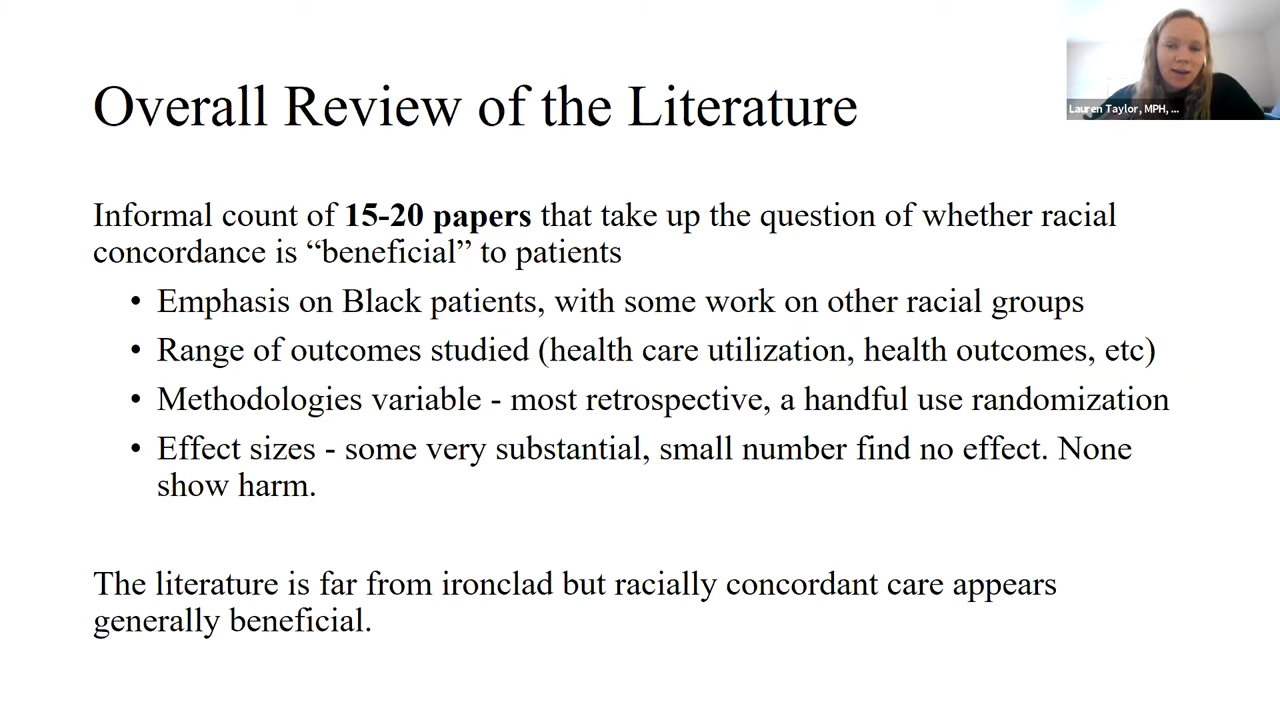 Lauren Taylor, MPH, ...
Overall Review of the Literature
Informal count of 15-20 papers that take up the question of whether racial
concordance is “beneficial” to patients
• Emphasis on Black patients, with some work on other racial groups
• Range of outcomes studied (health care utilization, health outcomes, etc)
• Methodologies variable - most retrospective, a handful use randomization
• Effect sizes - some very substantial, small number find no effect. None
show harm.
The literature is far from ironclad but racially concordant care appears
generally beneficial.